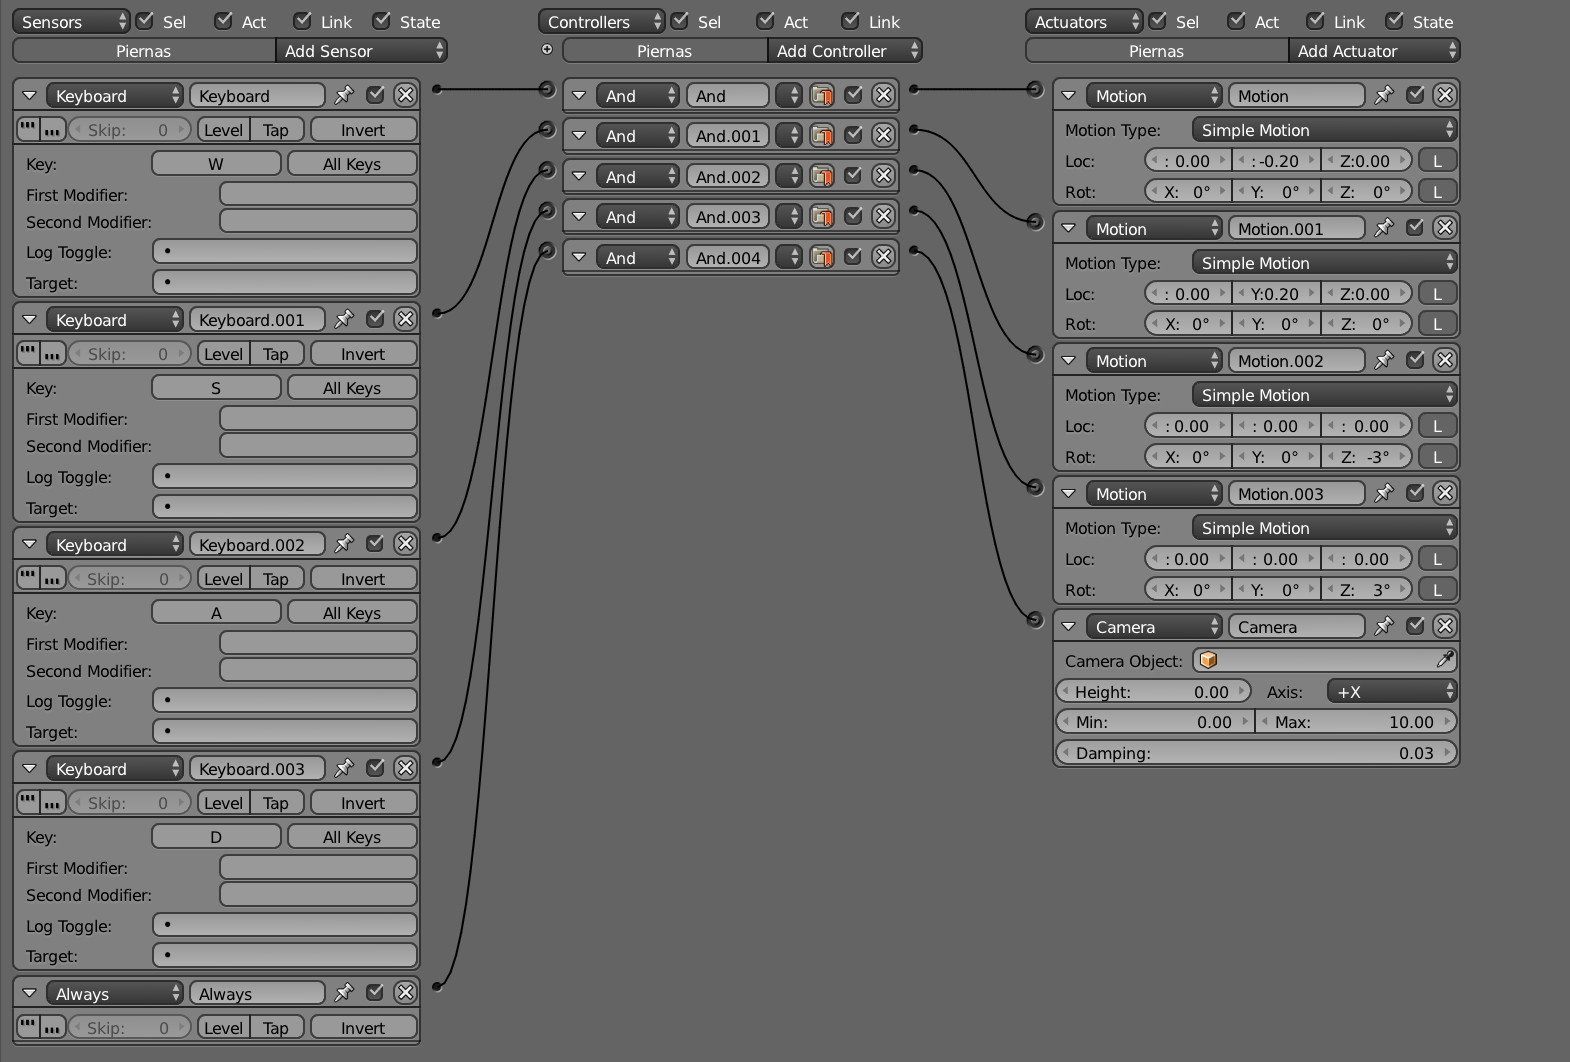 Sensors Sel Act Link State
Piernas Add Sensor
Keyboard Keyboard
Skip: 0 Level Tap Invert
Key: W All Keys
First Modifier:
Second Modifier:
Log Toggle:
Target:
Keyboard Keyboard.001
Skip: 0 Level Tap Invert
Key: S All Keys
First Modifier:
Second Modifier:
Log Toggle:
Target:
Keyboard Keyboard.002
Skip: 0 Level Tap Invert
Key: A All Keys
First Modifier:
Second Modifier:
Log Toggle:
Target:
Keyboard Keyboard.003
Skip: 0 Level Tap Invert
Key: D All Keys
First Modifier:
Second Modifier:
Log Toggle:
Target:
Always Always
Skip: 0 Level Tap Invert
Controllers Sel Act Link
Piernas Add Controller
And And
And And.001
And And.002
And And.003
And And.004
Actuators Sel Act Link State
Piernas Add Actuator
Motion Motion
Motion Type: Simple Motion
Loc: : 0.00 : -0.20 Z:0.00 L
Rot: X: 0° Y: 0° Z: 0° L
Motion Motion.001
Motion Type: Simple Motion
Loc: : 0.00 Y:0.20 Z:0.00 L
Rot: X: 0° Y: 0° Z: 0° L
Motion Motion.002
Motion Type: Simple Motion
Loc: : 0.00 : 0.00 : 0.00 L
Rot: X: 0° Y: 0° Z: -3° L
Motion Motion.003
Motion Type: Simple Motion
Loc: : 0.00 : 0.00 : 0.00 L
Rot: X: 0° Y: 0° Z: 3° L
Camera Camera
Camera Object:
Height: 0.00 Axis: +X
Min: 0.00 Max: 10.00
Damping: 0.03